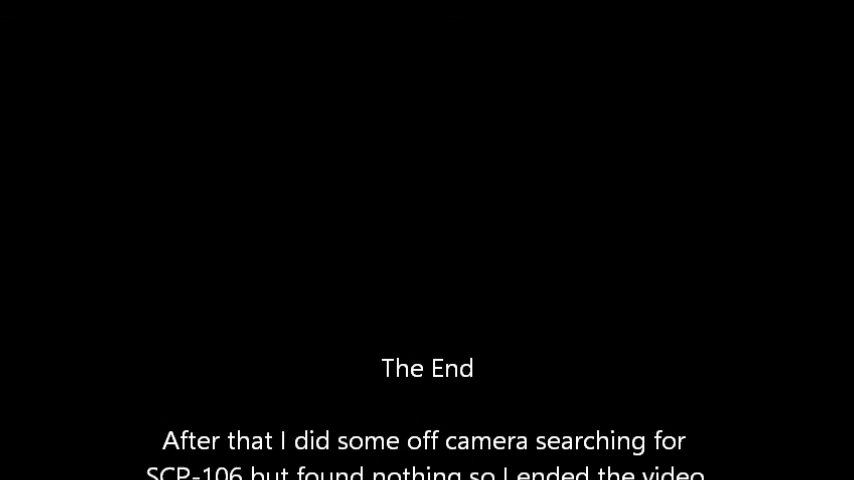 The End
After that I did some off camera searching for
SCP-106 but found nothing so I ended the video